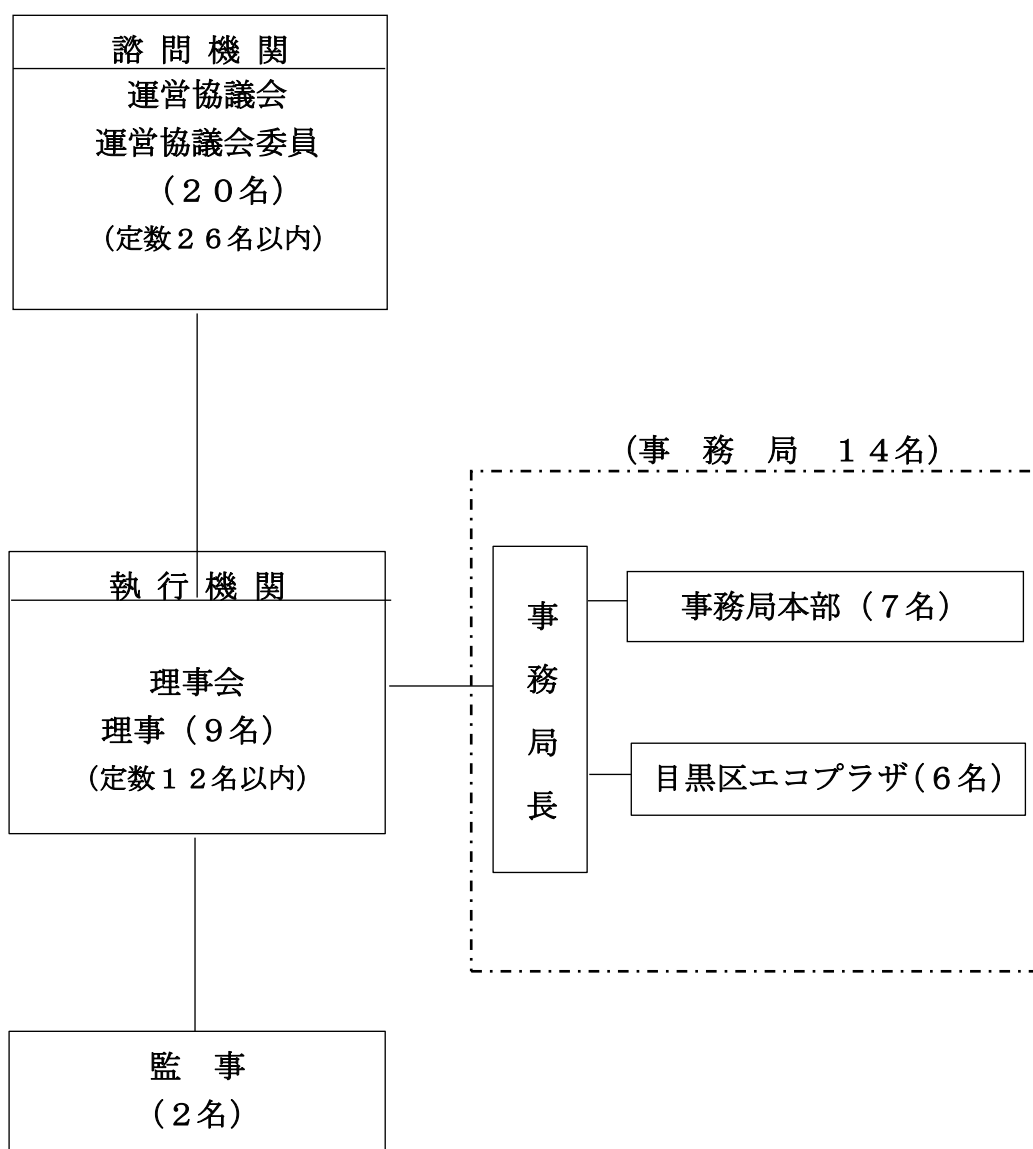 諮 問 機 関
運営協議会
運営協議会委員
（２０名）
（定数２６名以内）
（事　務　局　１４名）
執 行 機 関
理事会
理事（９名）
（定数１２名以内）
事務局長
事務局本部（７名）
目黒区エコプラザ（６名）
監　事
（２名）